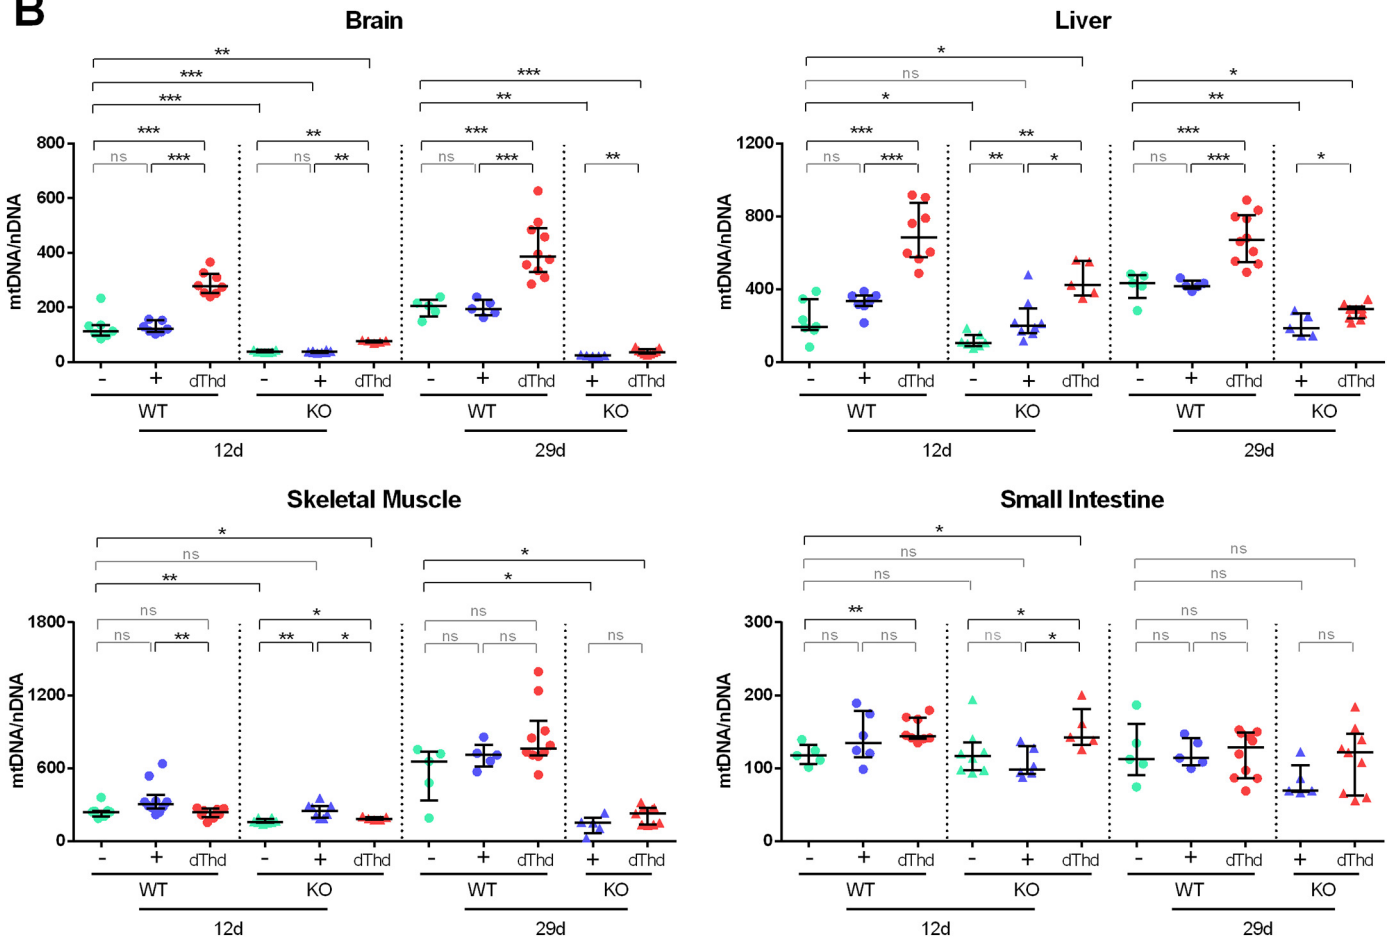 B
Brain
**
***
***
***
ns
***
**
ns
**
***
**
***
ns
***
**
mtDNA/nDNA
800
600
400
200
0
-
+
dThd
-
+
dThd
-
+
dThd
+
dThd
WT
KO
WT
KO
12d
29d
Liver
*
ns
*
***
ns
***
**
**
*
*
**
***
ns
***
*
mtDNA/nDNA
1200
800
400
0
-
+
dThd
-
+
dThd
-
+
dThd
+
dThd
WT
KO
WT
KO
12d
29d
Skeletal Muscle
*
ns
**
ns
ns
**
*
**
*
*
*
ns
ns
ns
ns
mtDNA/nDNA
1800
1200
600
0
-
+
dThd
-
+
dThd
-
+
dThd
+
dThd
WT
KO
WT
KO
12d
29d
Small Intestine
*
ns
ns
**
ns
ns
*
ns
*
ns
ns
ns
ns
ns
ns
mtDNA/nDNA
300
200
100
0
-
+
dThd
-
+
dThd
-
+
dThd
+
dThd
WT
KO
WT
KO
12d
29d